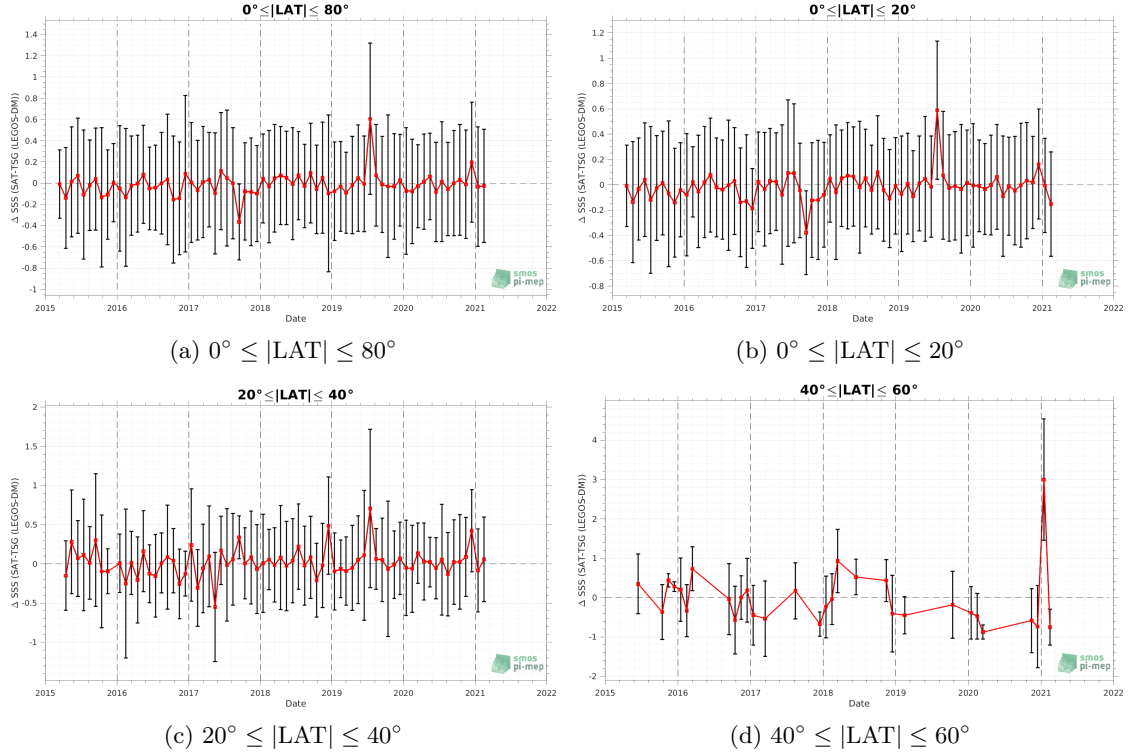 0°≤|LAT|≤ 80°
Δ SSS (SAT-TSG (LEGOS-DM))
1.4
1.2
1
0.8
0.6
0.4
0.2
0
-0.2
-0.4
-0.6
-0.8
-1
2015 2016 2017 2018 2019 2020 2021 2022
Date
smos
pi-mep
(a) 0° ≤ |LAT| ≤ 80°
0°≤|LAT|≤ 20°
Δ SSS (SAT-TSG (LEGOS-DM))
1.2
1
0.8
0.6
0.4
0.2
0
-0.2
-0.4
-0.6
-0.8
2015 2016 2017 2018 2019 2020 2021 2022
Date
smos
pi-mep
(b) 0° ≤ |LAT| ≤ 20°
20°≤|LAT|≤ 40°
Δ SSS (SAT-TSG (LEGOS-DM))
2
1.5
1
0.5
0
-0.5
-1
2015 2016 2017 2018 2019 2020 2021 2022
Date
smos
pi-mep
(c) 20° ≤ |LAT| ≤ 40°
40°≤|LAT|≤ 60°
Δ SSS (SAT-TSG (LEGOS-DM))
4
3
2
1
0
-1
-2
2015 2016 2017 2018 2019 2020 2021 2022
Date
smos
pi-mep
(d) 40° ≤ |LAT| ≤ 60°